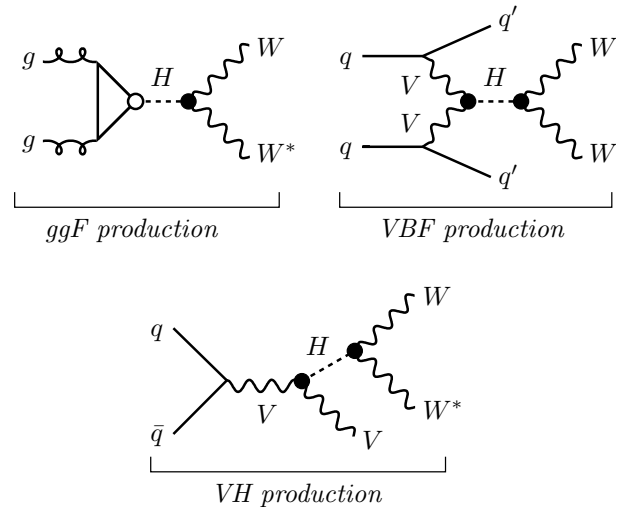 g H W
g W*
ggF production
q q′
V H W
V
q q′ W
VBF production
q H W
V W*
q̄ V
VH production